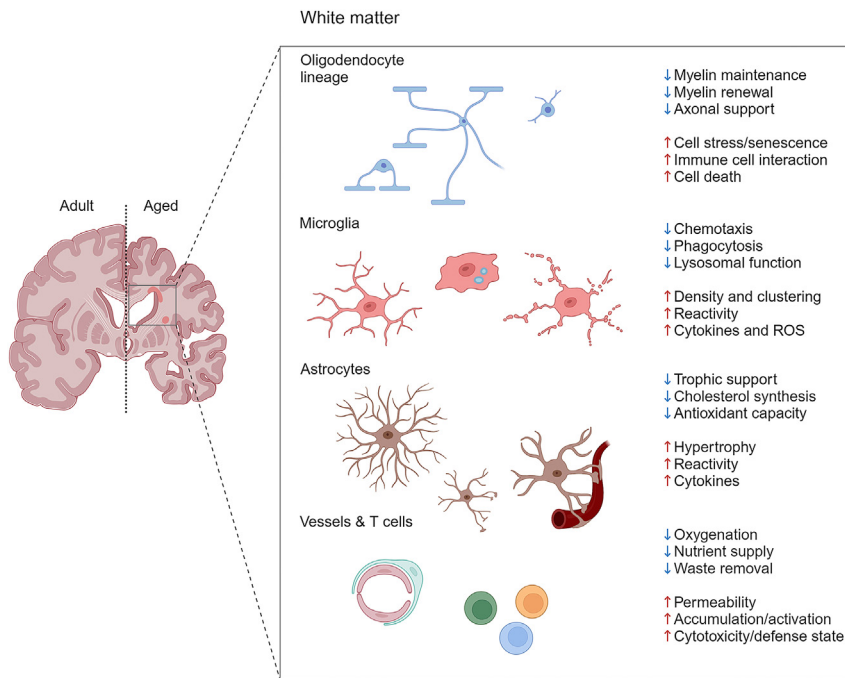 White matter
Adult
Aged
Oligodendocyte
lineage
↓Myelin maintenance
↓Myelin renewal
↓Axonal support
↑Cell stress/senescence
↑Immune cell interaction
↑Cell death
Microglia
↓Chemotaxis
↓Phagocytosis
↓Lysosomal function
↑Density and clustering
↑Reactivity
↑Cytokines and ROS
Astrocytes
↓Trophic support
↓Cholesterol synthesis
↓Antioxidant capacity
↑Hypertrophy
↑Reactivity
↑Cytokines
Vessels & T cells
↓Oxygenation
↓Nutrient supply
↓Waste removal
↑Permeability
↑Accumulation/activation
↑Cytotoxicity/defense state